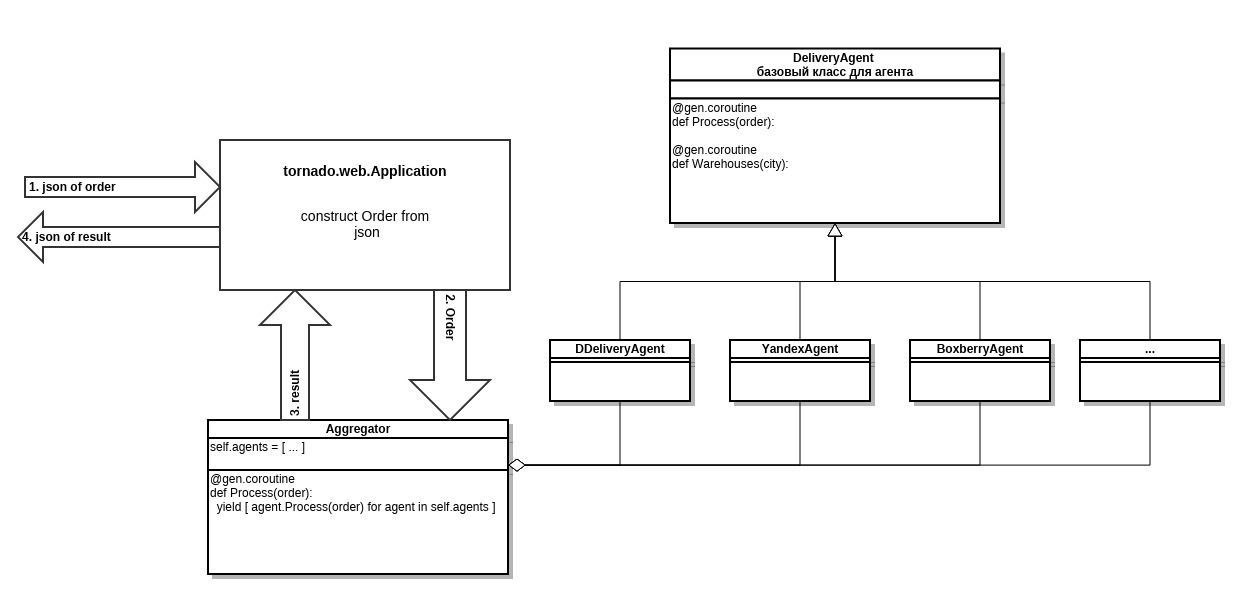 DeliveryAgent
базовый класс для агента
@gen.coroutine
def Process(order):
@gen.coroutine
def Warehouses(city):
tornado.web.Application
construct Order from
json
1. json of order
4. json of result
2. Order
3. result
DDeliveryAgent
YandexAgent
BoxberryAgent
...
Aggregator
self.agents = [ ... ]
@gen.coroutine
def Process(order):
yield [ agent.Process(order) for agent in self.agents ]